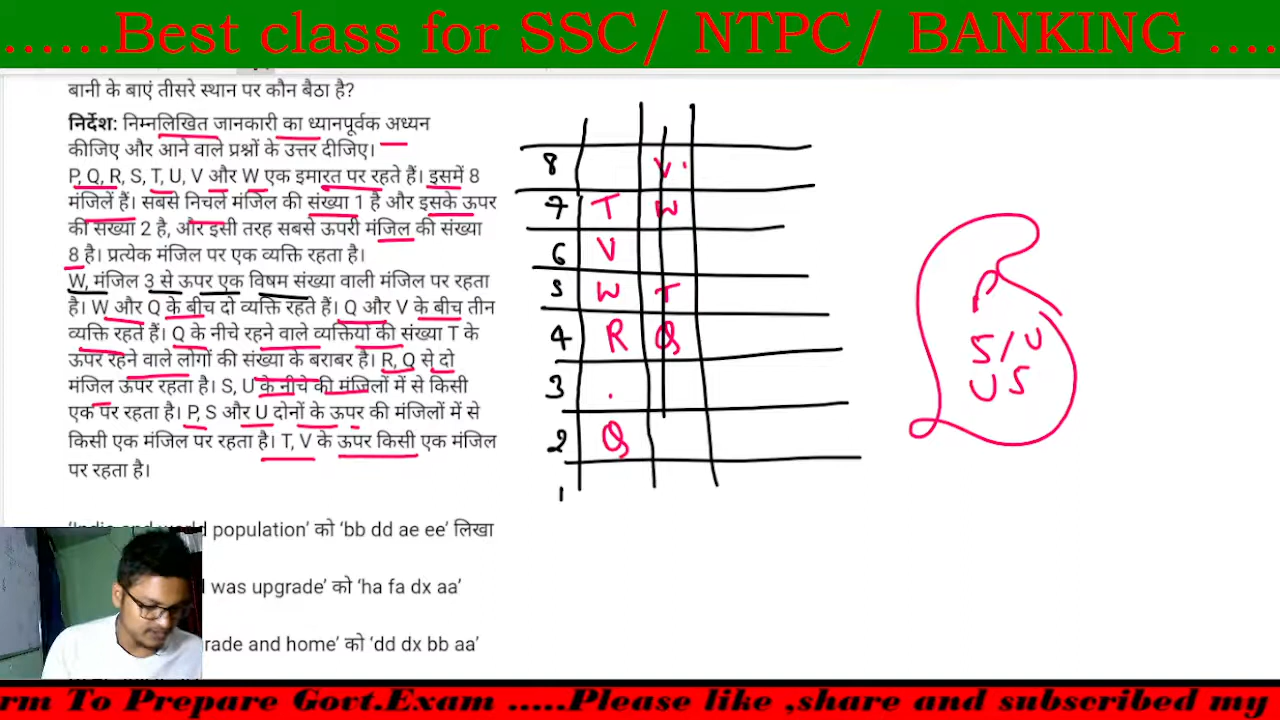 ......Best class for SSC/ NTPC/ BANKING ....
बानी के बाएं तीसरे स्थान पर कौन बैठा है?
निर्देश: निम्नलिखित जानकारी का ध्यानपूर्वक अध्यन
कीजिए और आने वाले प्रश्नों के उत्तर दीजिए।
P, Q, R, S, T, U, V और W एक इमारत पर रहते हैं। इसमें 8
मंजिलें हैं। सबसे निचले मंजिल की संख्या 1 है और इसके ऊपर
की संख्या 2 है, और इसी तरह सबसे ऊपरी मंजिल की संख्या
8 है। प्रत्येक मंजिल पर एक व्यक्ति रहता है।
W, मंजिल 3 से ऊपर एक विषम संख्या वाली मंजिल पर रहता
है। W और Q के बीच दो व्यक्ति रहते हैं। Q और V के बीच तीन
व्यक्ति रहते हैं। Q के नीचे रहने वाले व्यक्तियों की संख्या T के
ऊपर रहने वाले लोगों की संख्या के बराबर है। R, Q से दो
मंजिल ऊपर रहता है। S, U के नीचे की मंजिलों में से किसी
एक पर रहता है। P, S और U दोनों के ऊपर की मंजिलों में से
किसी एक मंजिल पर रहता है। T, V के ऊपर किसी एक मंजिल
पर रहता है।
8 V
7 T W
6 V
5 W T
4 R Q
3
2 Q
1
P
S/U
U S
population' को 'bb dd ae ee' लिखा
was upgrade' को 'ha fa dx aa'
rade and home' को 'dd dx bb aa'
rm To Prepare Govt.Exam .....Please like ,share and subscribed my